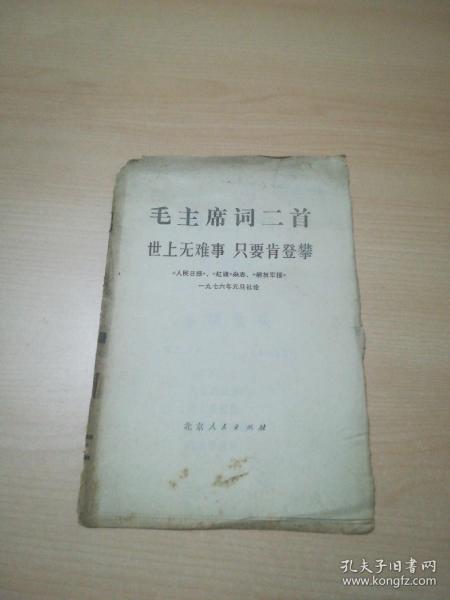 毛主席词二首
世上无难事 只要肯登攀
《人民日报》、《红旗》杂志、《解放军报》
一九七六年元旦社论
北京人民出版社
孔夫子旧书网
www.kongfz.com